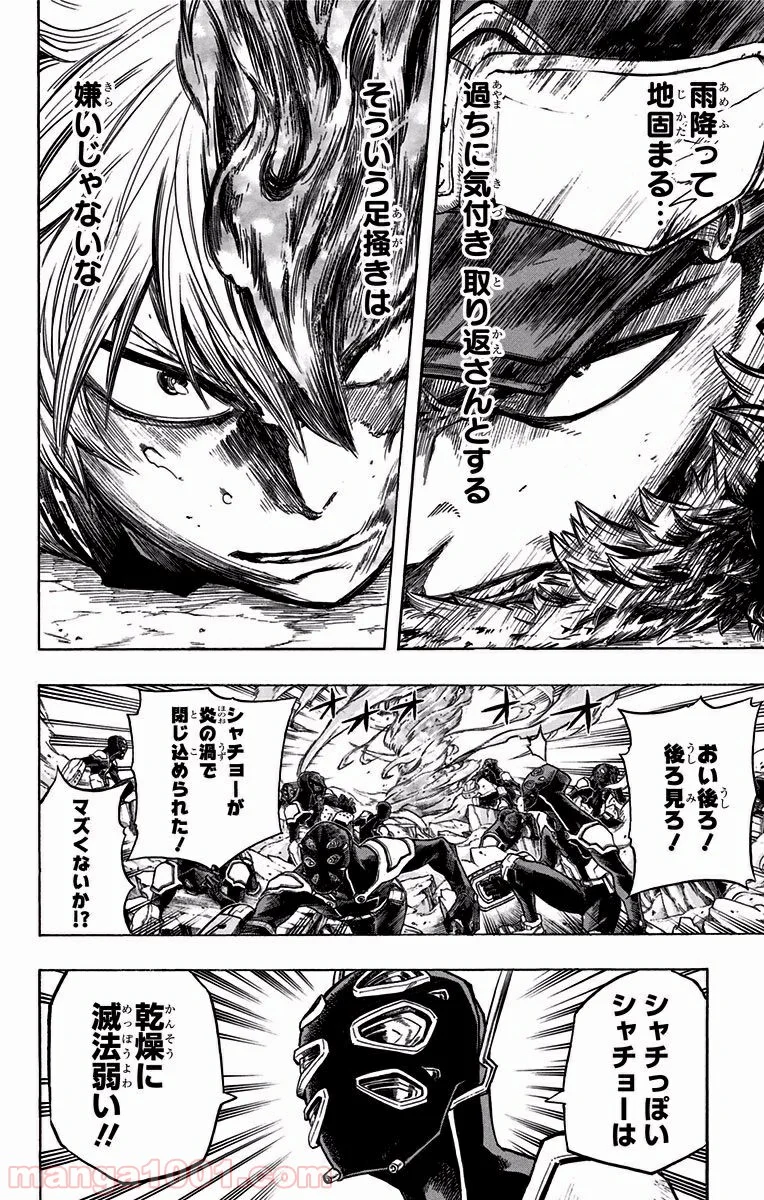 雨降って
地固まる…
過ちに気付き 取り返さんとする
そういう足掻きは
嫌いじゃないな
おい後ろ！
後ろ見ろ！
オオオオ
シャチョーが
炎の渦で
閉じ込められた！
マズくないか!?
シャチっぽい
シャチョーは
乾燥に
滅法弱い!!
manga1001.com